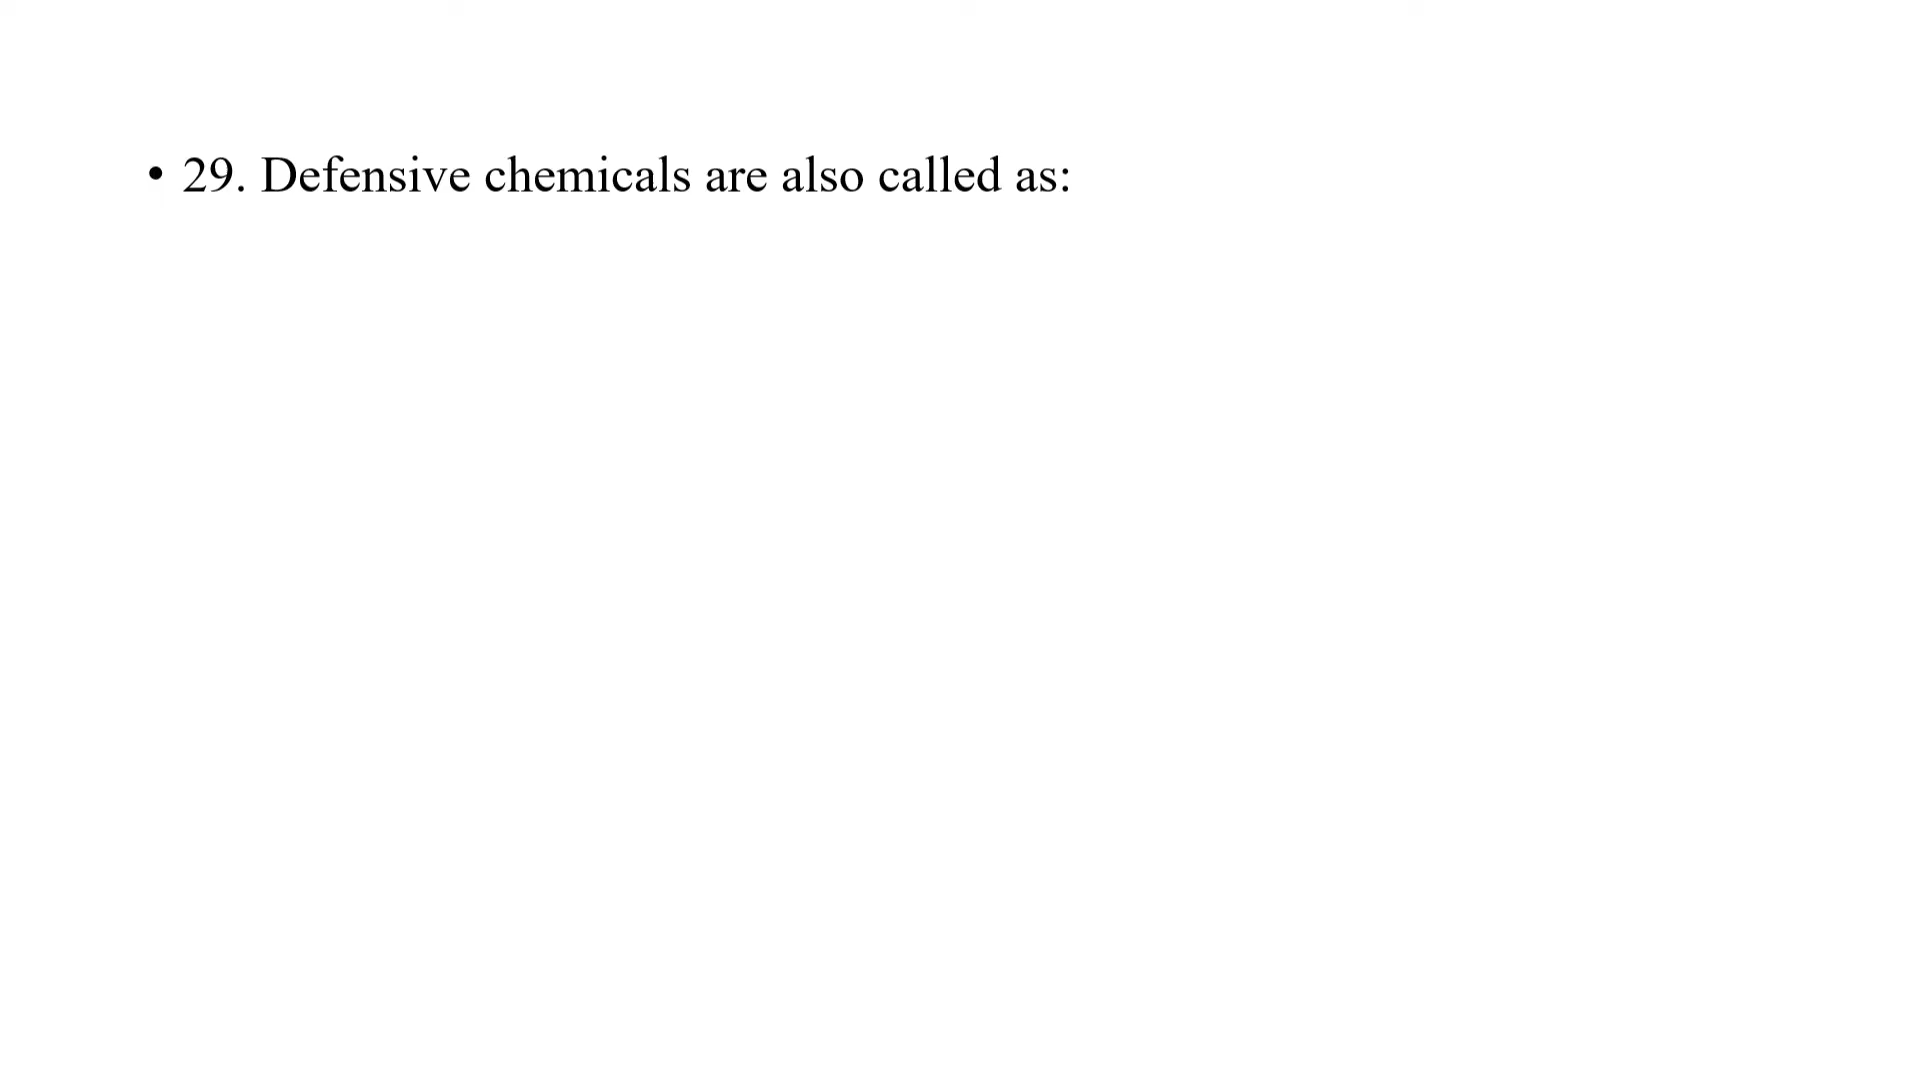 • 29. Defensive chemicals are also called as: